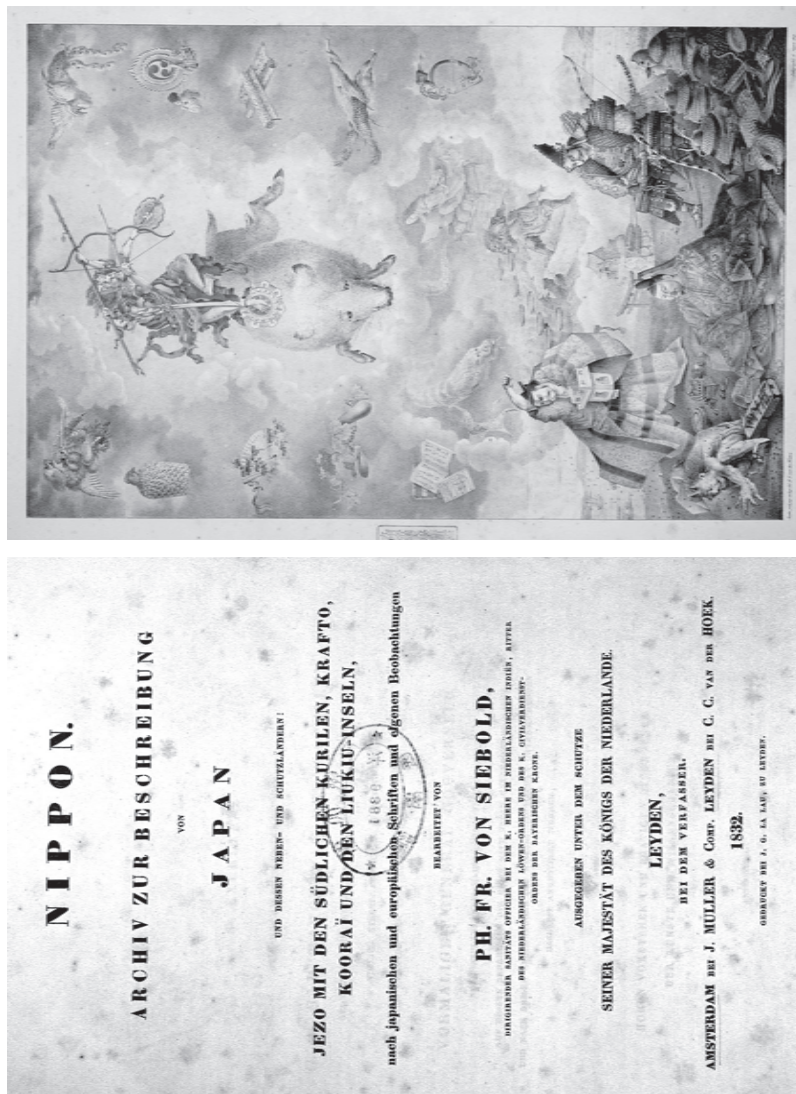 NIPPON.
ARCHIV ZUR BESCHREIBUNG
VON
JAPAN
UND DESSEN NEBEN- UND SCHUTZLÄNDERN:
JEZO MIT DEN SÜDLICHEN KURILEN, KRAFTO,
KOORAÏ UND DEN LIUKIU-INSELN,
nach japanischen und europäischen Schriften und eigenen Beobachtungen
BEARBEITET VON
PH. FR. VON SIEBOLD,
DIRIGIRENDER SANITÄTS OFFICIER BEI DEM K. HEERE IM NIEDERLÄNDISCHEN INDIËN, RITTER
DES NIEDERLÄNDISCHEN LÖWEN-ORDENS UND DES K. CIVILVERDIENST-
ORDENS DER BAYERISCHEN KRONE.
AUSGEGEBEN UNTER DEM SCHUTZE
SEINER MAJESTÄT DES KÖNIGS DER NIEDERLANDE.
LEYDEN,
BEI DEM VERFASSER.
AMSTERDAM BEI J. MULLER & COMP. LEYDEN BEI C. C. VAN DER HOEK.
1832.
GEDRUCKT BEI J. G. LA LAU, ZU LEYDEN.